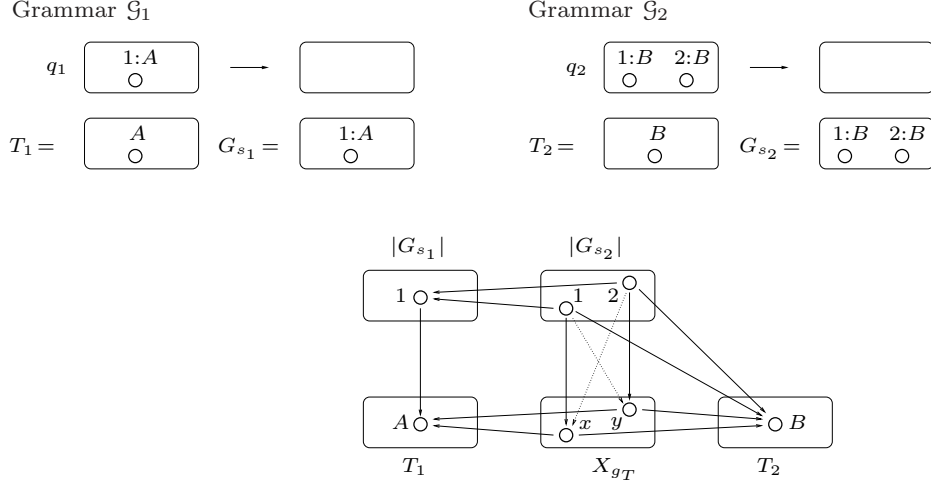 Grammar 𝒢₁ Grammar 𝒢₂
q₁ 1:A q₂ 1:B 2:B
T₁ = A G_{s₁} = 1:A T₂ = B G_{s₂} = 1:B 2:B
|G_{s₁}| |G_{s₂}|
1 1 2
A x y B
T₁ X_{g_T} T₂